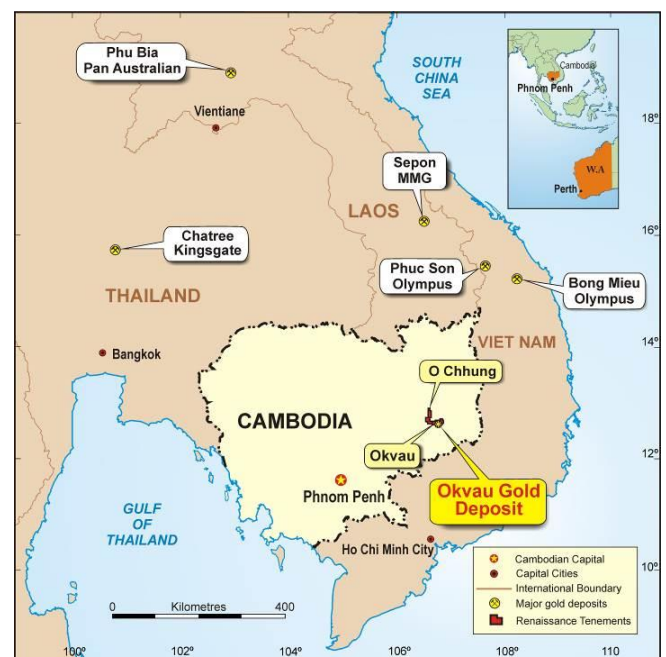 Phu Bia
Pan Australian
Vientiane
SOUTH
CHINA
SEA
Cambodia
Phnom Penh
W.A
Perth
18°
Sepon
MMG
LAOS
16°
Chatree
Kingsgate
Phuc Son
Olympus
Bong Mieu
Olympus
THAILAND
VIET NAM
14°
Bangkok
O Chhung
CAMBODIA
Okvau
12°
Okvau Gold
Deposit
Phnom Penh
GULF
OF
THAILAND
Ho Chi Minh City
10°
Cambodian Capital
Capital Cities
International Boundary
Major gold deposits
Renaissance Tenements
0 Kilometres 400
100° 102° 104° 106° 108° 110